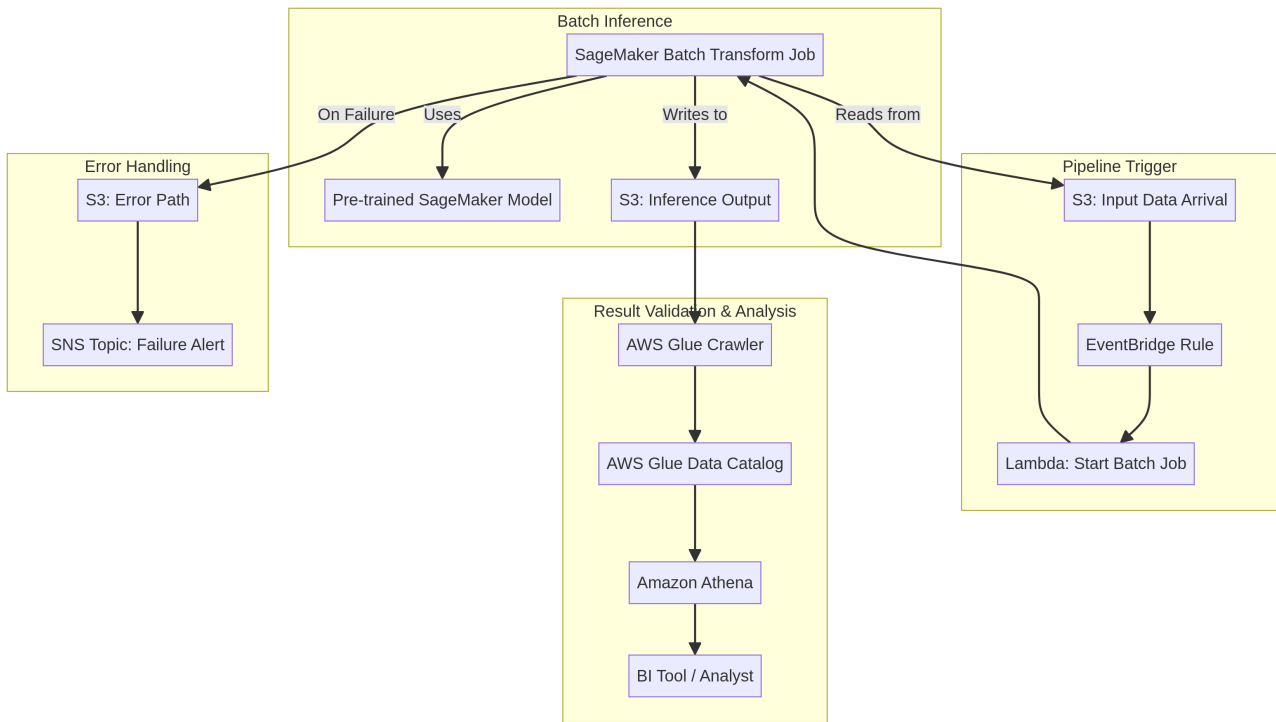 Batch Inference
SageMaker Batch Transform Job
On Failure
Uses
Writes to
Reads from
Error Handling
Pipeline Trigger
S3: Error Path
Pre-trained SageMaker Model
S3: Inference Output
S3: Input Data Arrival
Result Validation & Analysis
SNS Topic: Failure Alert
AWS Glue Crawler
EventBridge Rule
AWS Glue Data Catalog
Lambda: Start Batch Job
Amazon Athena
BI Tool / Analyst